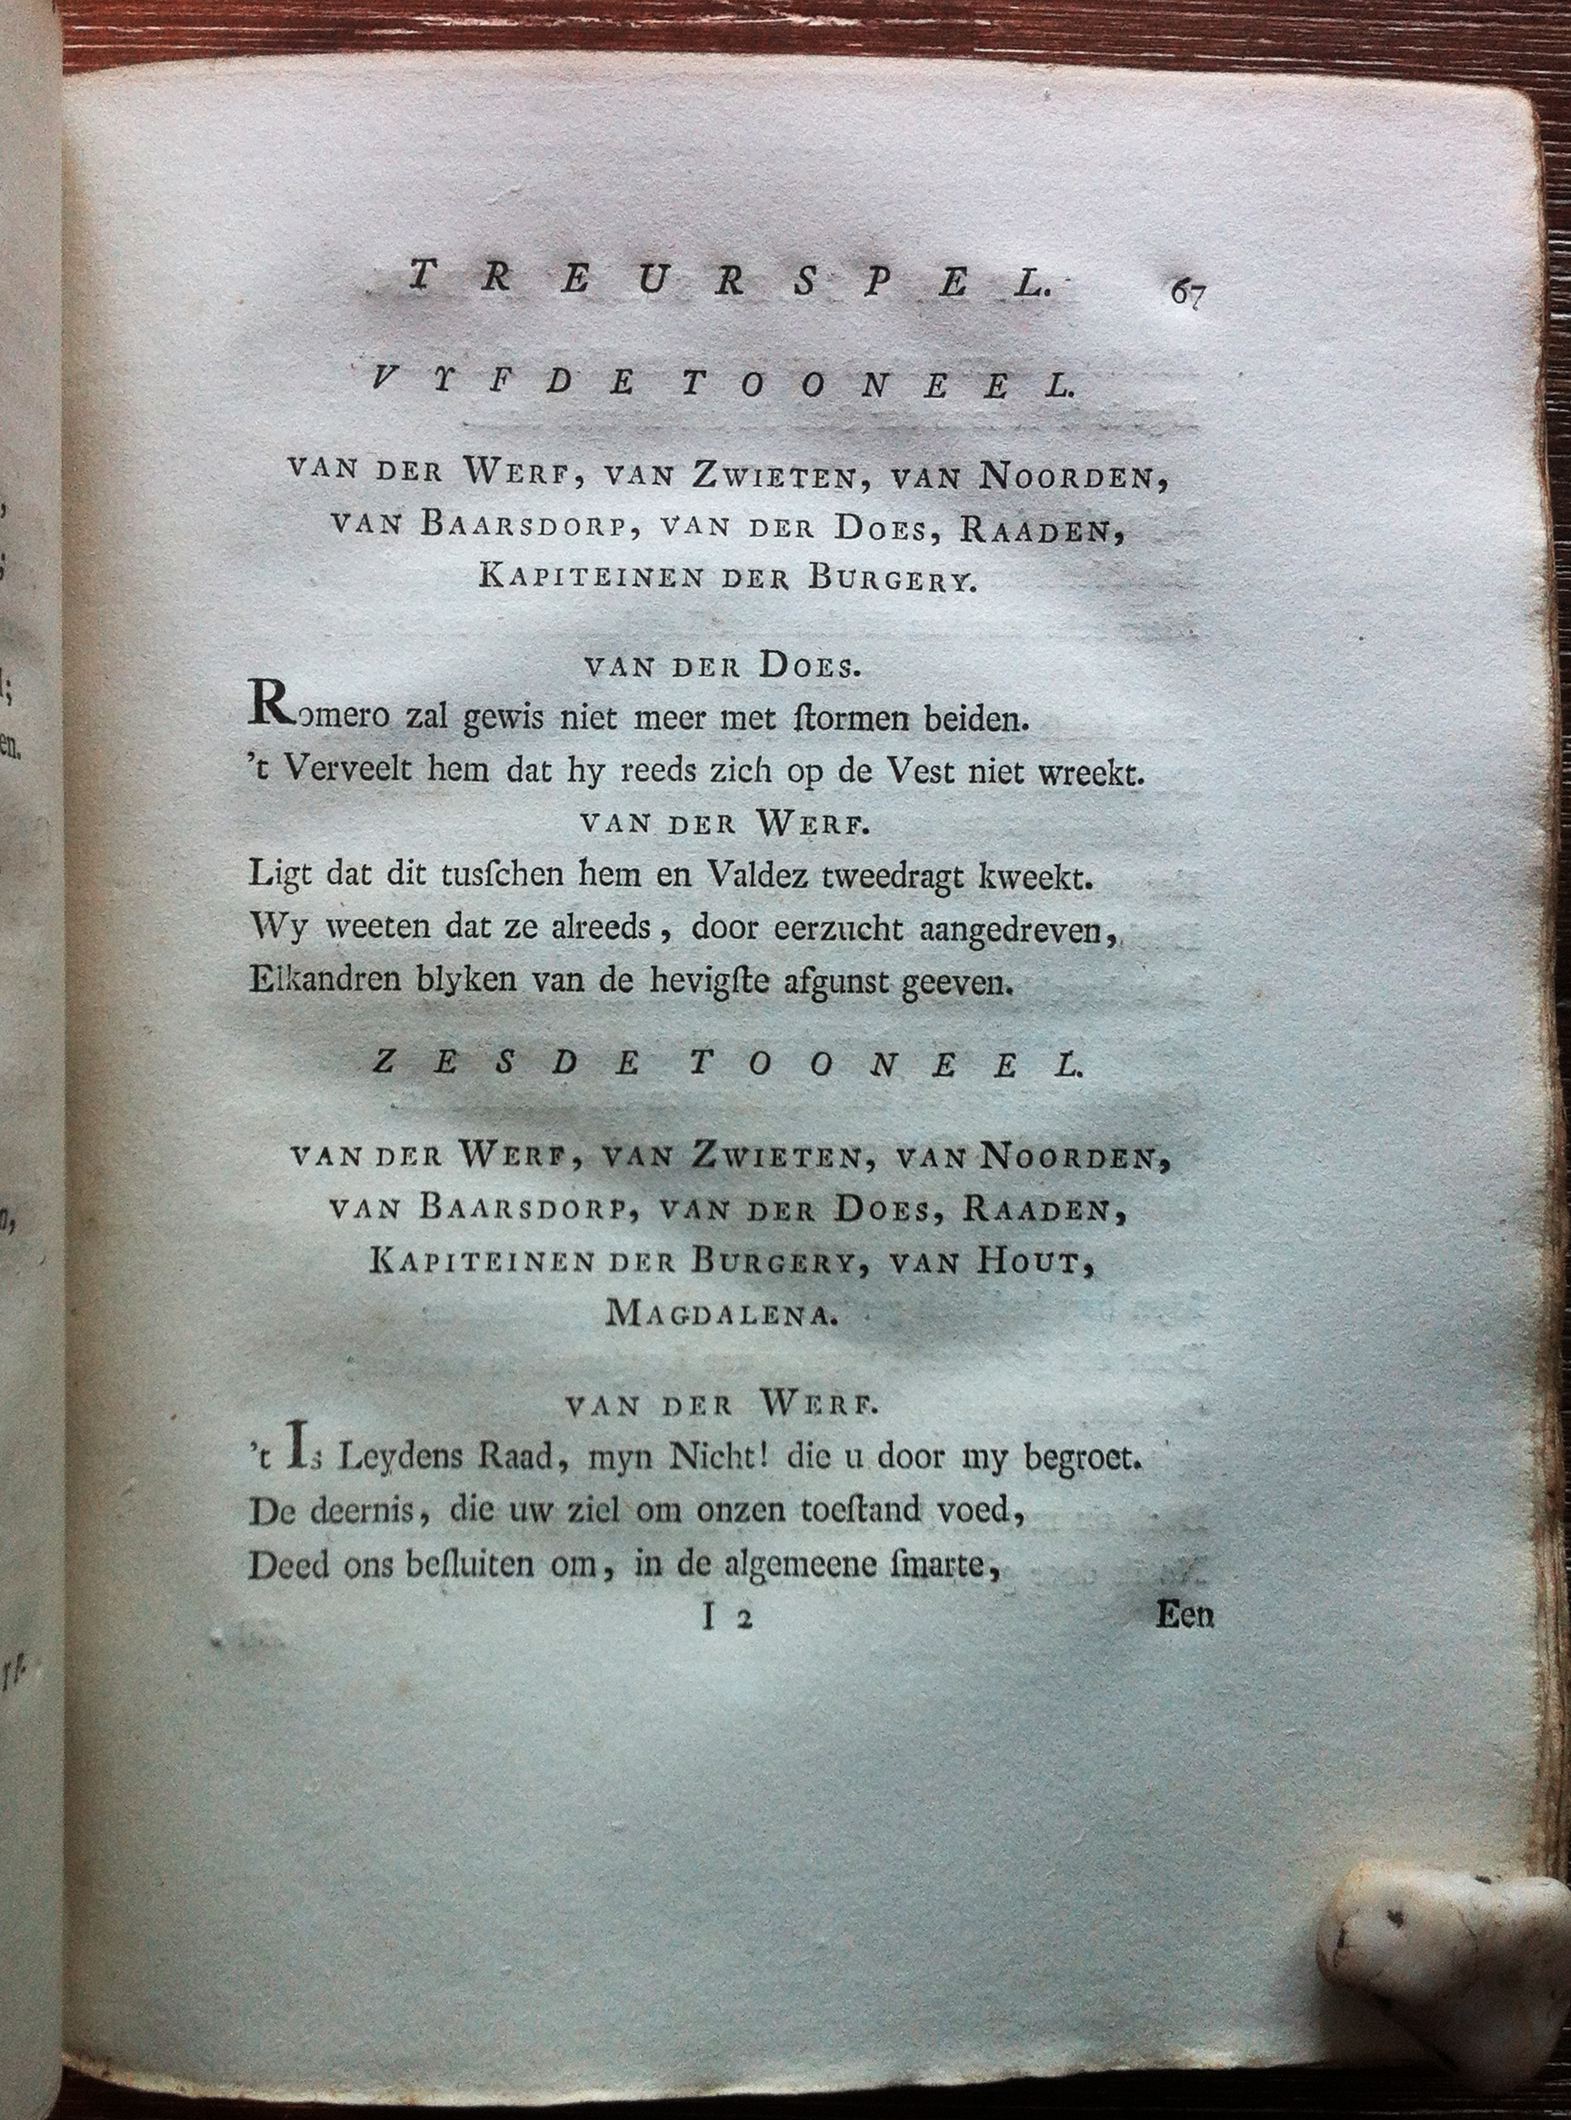 TREURSPEL. 67
VYFDE TOONEEL.
VAN DER WERF, VAN ZWIETEN, VAN NOORDEN,
VAN BAARSDORP, VAN DER DOES, RAADEN,
KAPITEINEN DER BURGERY.
VAN DER DOES.
Romero zal gewis niet meer met ſtormen beiden.
't Verveelt hem dat hy reeds zich op de Vest niet wreekt.
VAN DER WERF.
Ligt dat dit tusſchen hem en Valdez tweedragt kweekt.
Wy weeten dat ze alreeds, door eerzucht aangedreven,
Elkandren blyken van de hevigſte afgunst geeven.
ZESDE TOONEEL.
VAN DER WERF, VAN ZWIETEN, VAN NOORDEN,
VAN BAARSDORP, VAN DER DOES, RAADEN,
KAPITEINEN DER BURGERY, VAN HOUT,
MAGDALENA.
VAN DER WERF.
't Is Leydens Raad, myn Nicht! die u door my begroet.
De deernis, die uw ziel om onzen toeſtand voed,
Deed ons beſluiten om, in de algemeene ſmarte,
I 2 Een